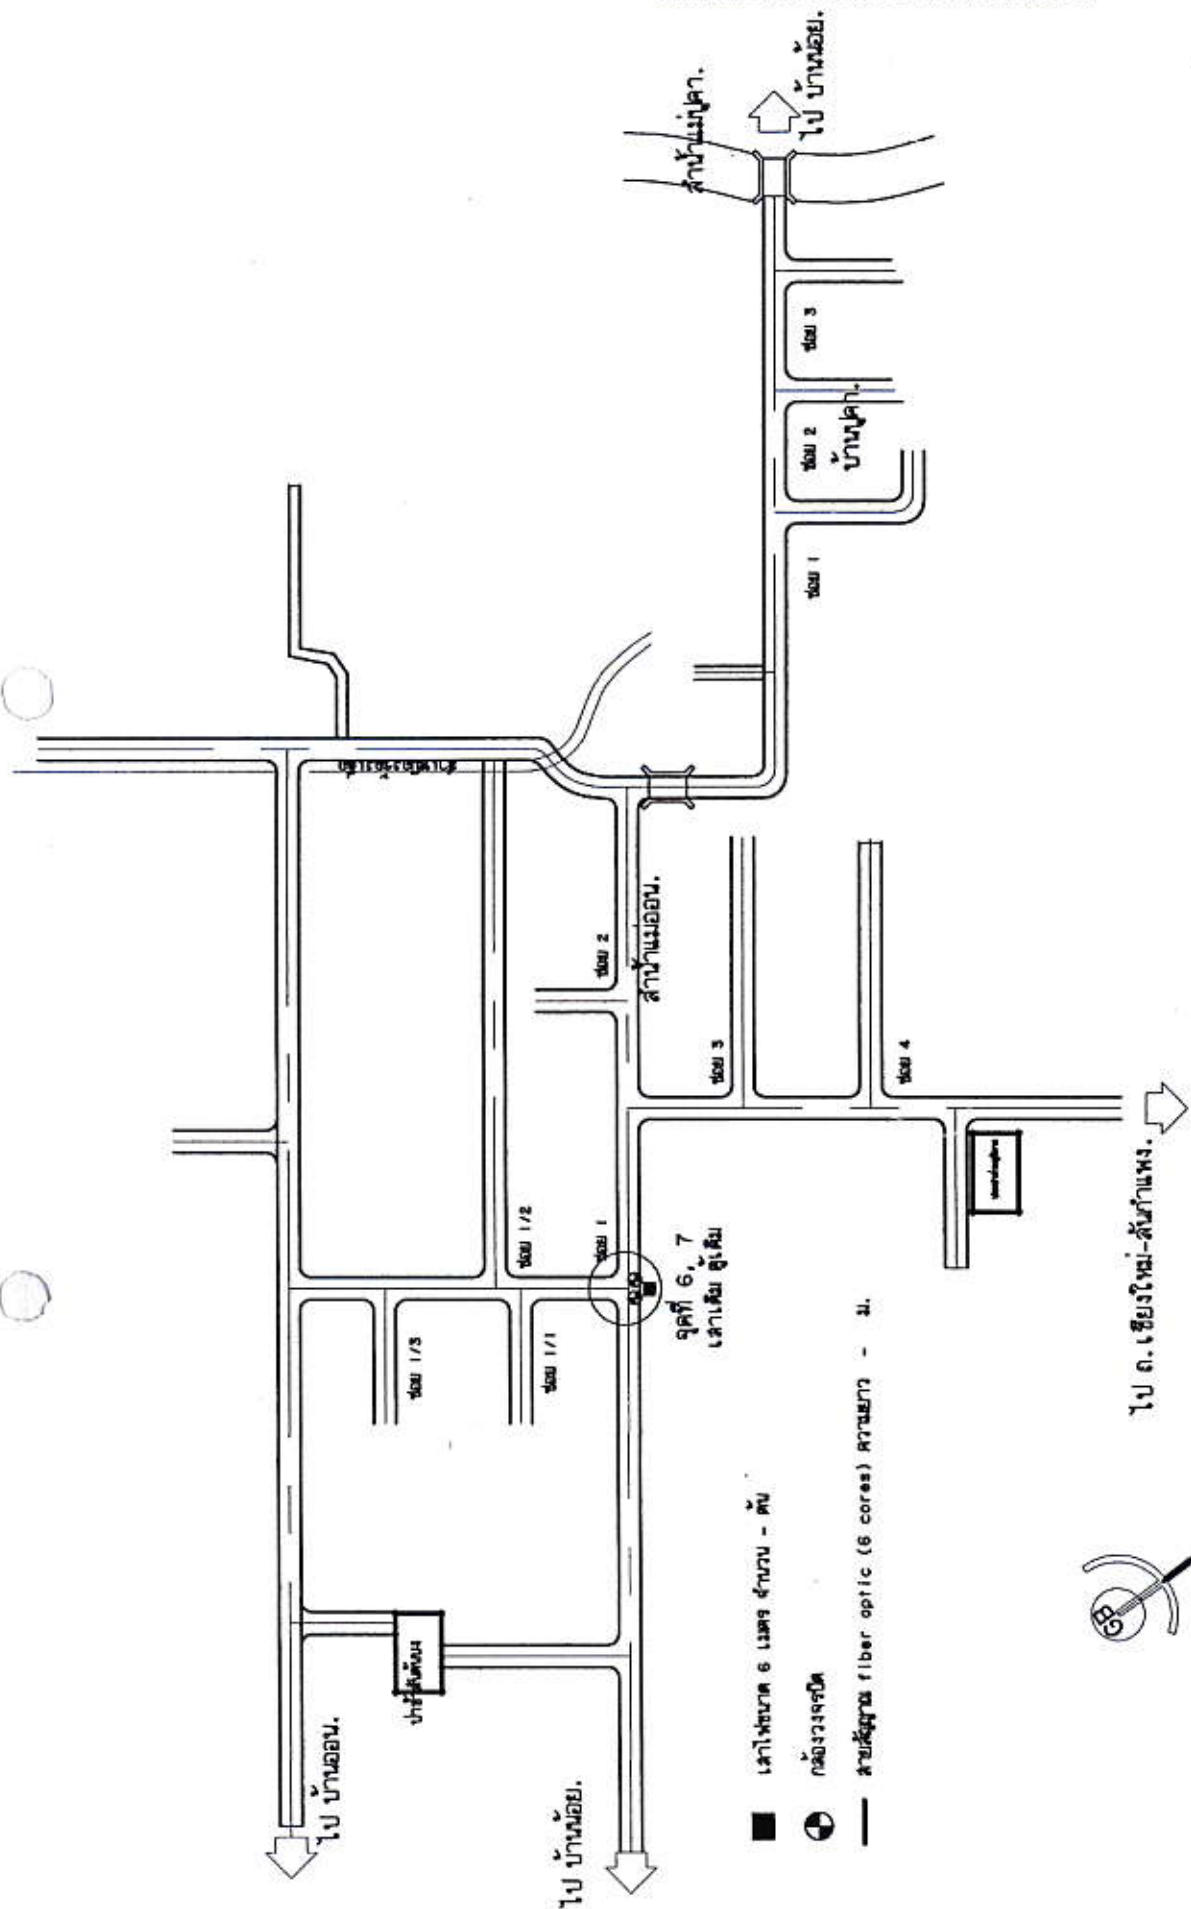 ไป บ้านน้อย.
ลำน้ำแม่ปูคา.
ซอย 3
ซอย 2
บ้านปูคา.
ซอย 1
ซอย 2
ลำน้ำแม่ออน.
ซอย 3
ซอย 4
ซอย 1/2
ซอย 1
จุดที่ 6, 7
เสาเดิม ตู้เดิม
ซอย 1/3
ซอย 1/1
ไป ถ.เชียงใหม่-สันกำแพง.
ไป บ้านออน.
ไป บ้านน้อย.
เสาไฟขนาด 6 เมตร จำนวน - ต้น
กล้องวงจรปิด
สายสัญญาณ fiber optic (6 cores) ความยาว - ม.
GB